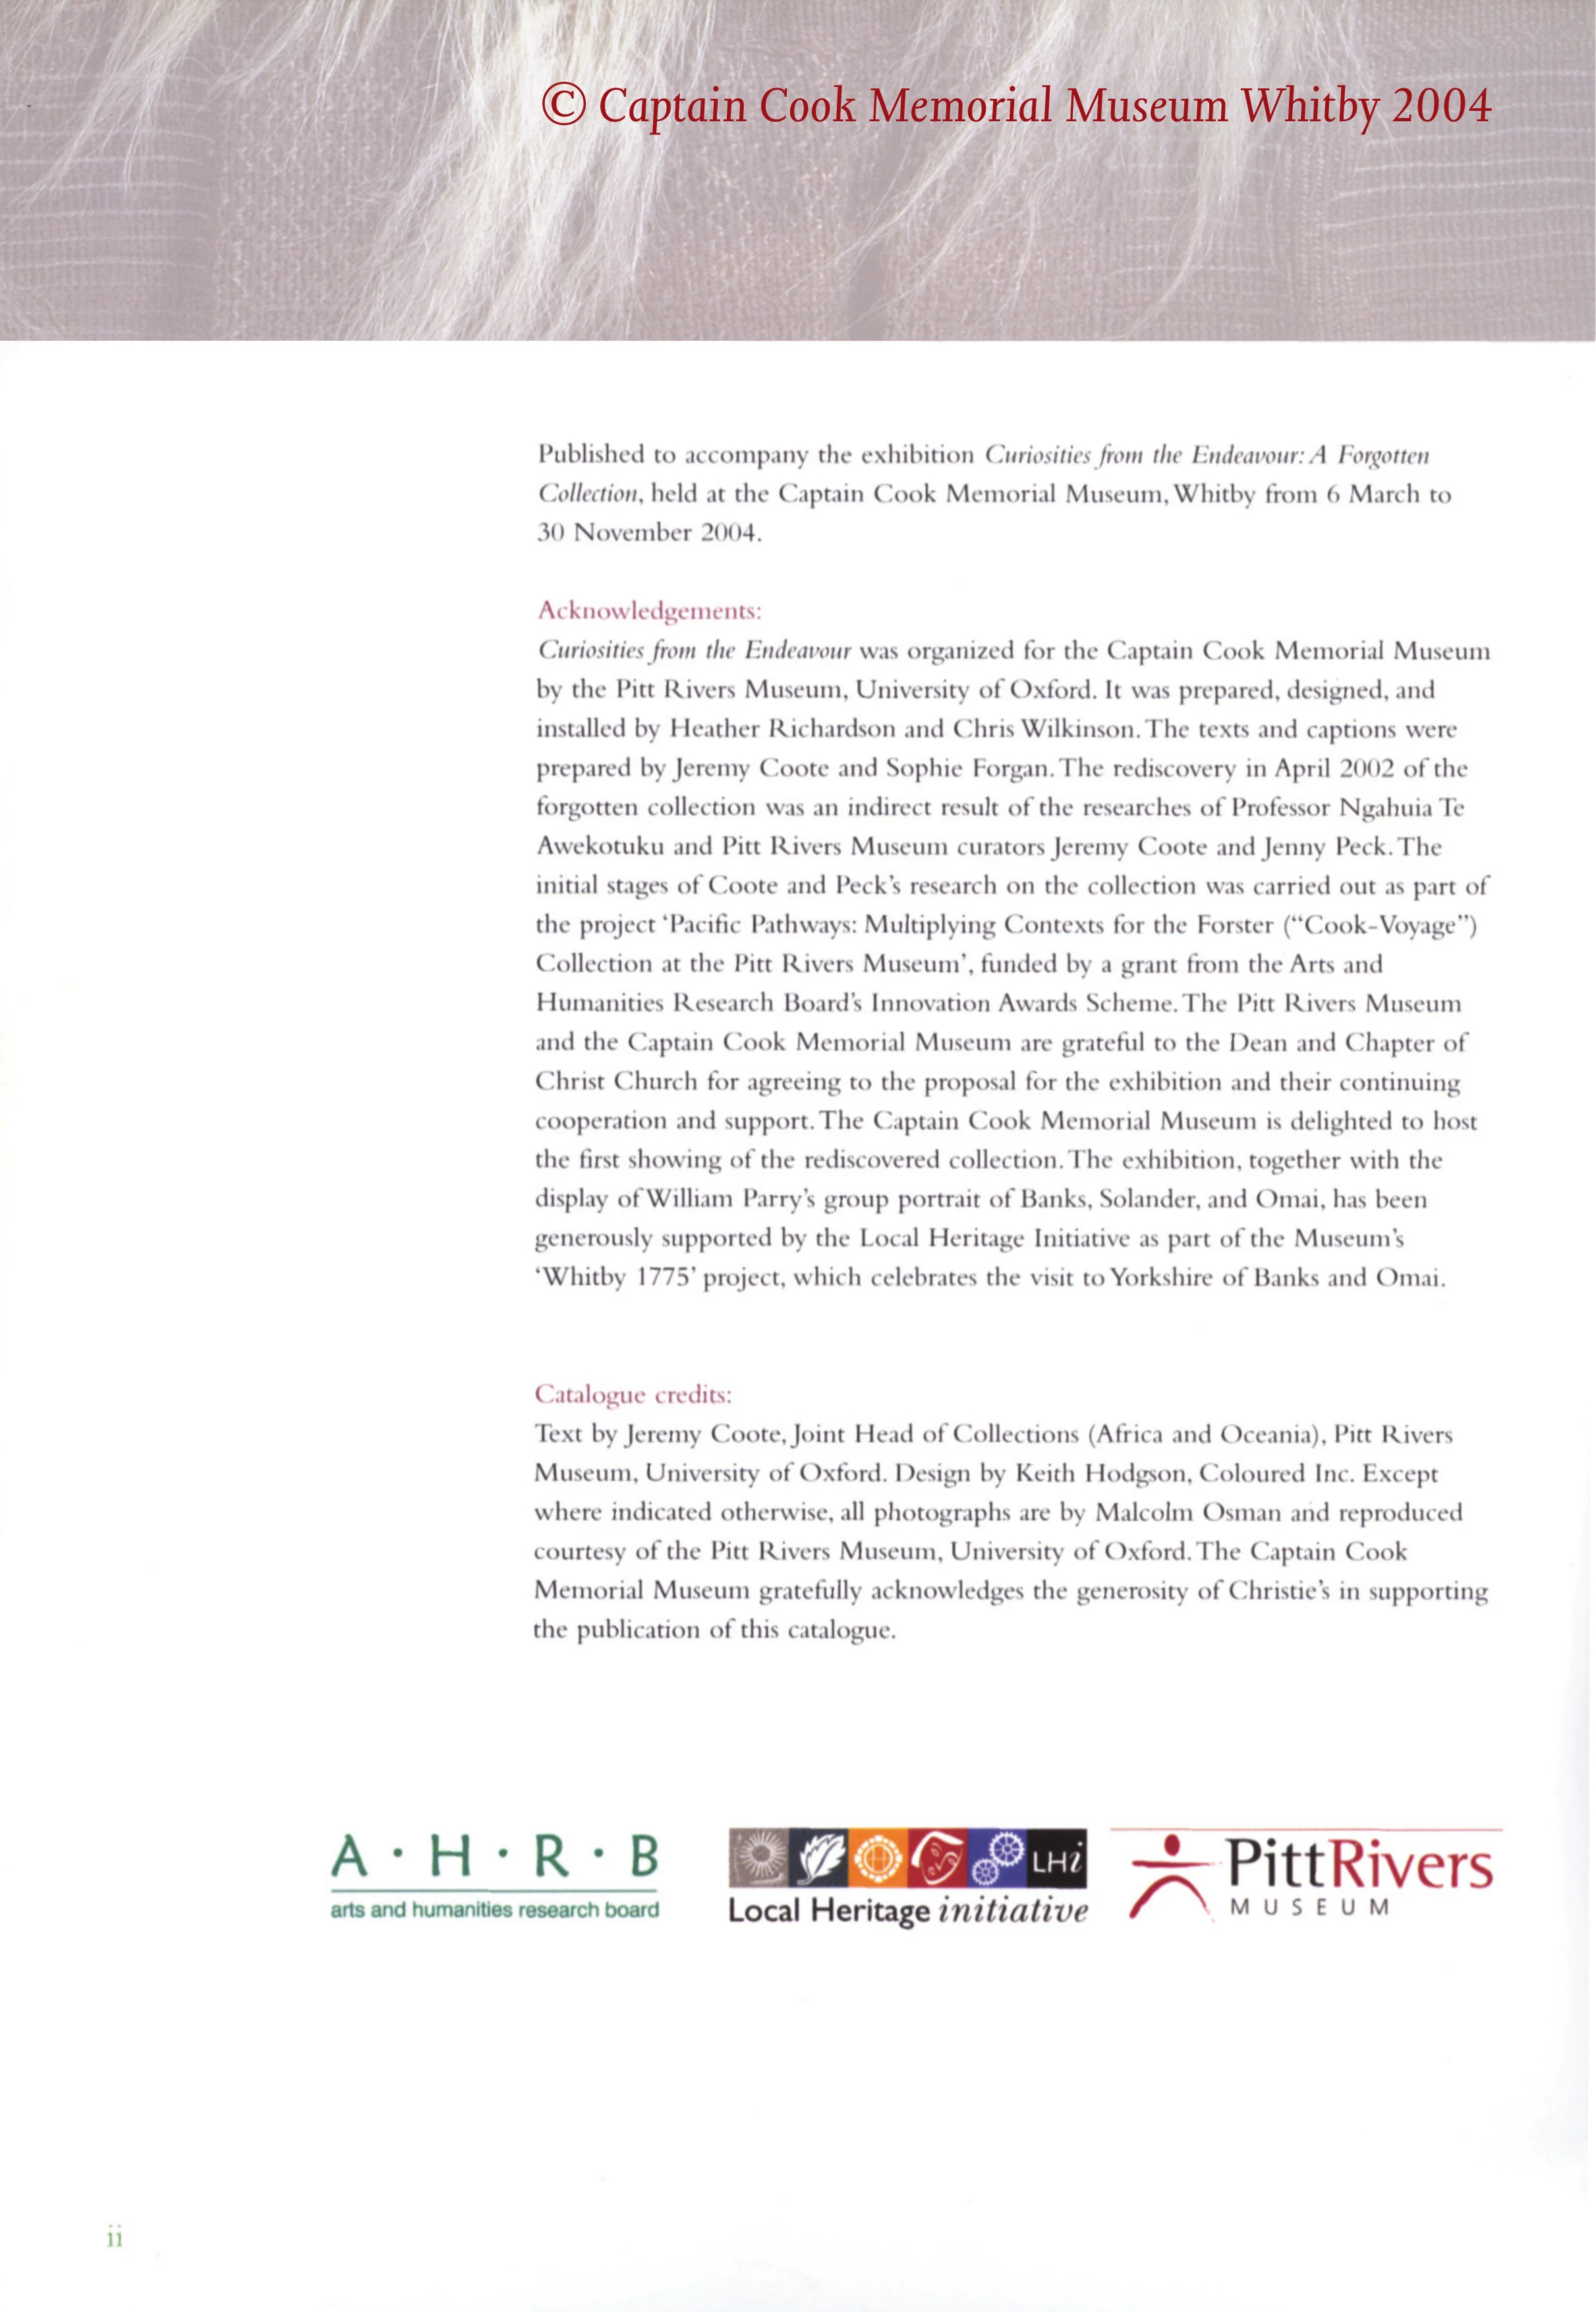 © Captain Cook Memorial Museum Whitby 2004
Published to accompany the exhibition Curiosities from the Endeavour: A Forgotten
Collection, held at the Captain Cook Memorial Museum, Whitby from 6 March to
30 November 2004.
Acknowledgements:
Curiosities from the Endeavour was organized for the Captain Cook Memorial Museum
by the Pitt Rivers Museum, University of Oxford. It was prepared, designed, and
installed by Heather Richardson and Chris Wilkinson. The texts and captions were
prepared by Jeremy Coote and Sophie Forgan. The rediscovery in April 2002 of the
forgotten collection was an indirect result of the researches of Professor Ngahuia Te
Awekotuku and Pitt Rivers Museum curators Jeremy Coote and Jenny Peck. The
initial stages of Coote and Peck's research on the collection was carried out as part of
the project 'Pacific Pathways: Multiplying Contexts for the Forster ("Cook-Voyage")
Collection at the Pitt Rivers Museum', funded by a grant from the Arts and
Humanities Research Board's Innovation Awards Scheme. The Pitt Rivers Museum
and the Captain Cook Memorial Museum are grateful to the Dean and Chapter of
Christ Church for agreeing to the proposal for the exhibition and their continuing
cooperation and support. The Captain Cook Memorial Museum is delighted to host
the first showing of the rediscovered collection. The exhibition, together with the
display of William Parry's group portrait of Banks, Solander, and Omai, has been
generously supported by the Local Heritage Initiative as part of the Museum's
'Whitby 1775' project, which celebrates the visit to Yorkshire of Banks and Omai.
Catalogue credits:
Text by Jeremy Coote, Joint Head of Collections (Africa and Oceania), Pitt Rivers
Museum, University of Oxford. Design by Keith Hodgson, Coloured Inc. Except
where indicated otherwise, all photographs are by Malcolm Osman and reproduced
courtesy of the Pitt Rivers Museum, University of Oxford. The Captain Cook
Memorial Museum gratefully acknowledges the generosity of Christie's in supporting
the publication of this catalogue.
A·H·R·B
arts and humanities research board
LHi
Local Heritage initiative
PittRivers
MUSEUM
ii